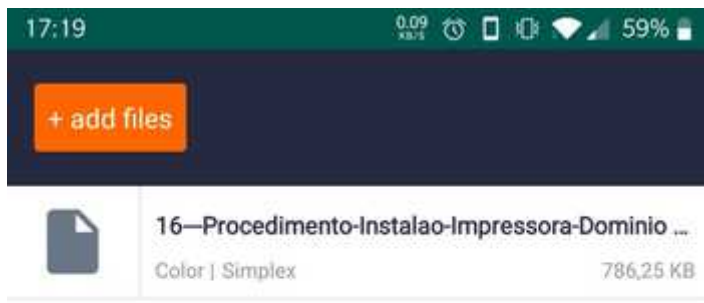 17:19 0.09 KB/S 59%
+ add files
16—Procedimento-Instalao-Impressora-Dominio ...
Color | Simplex 786,25 KB